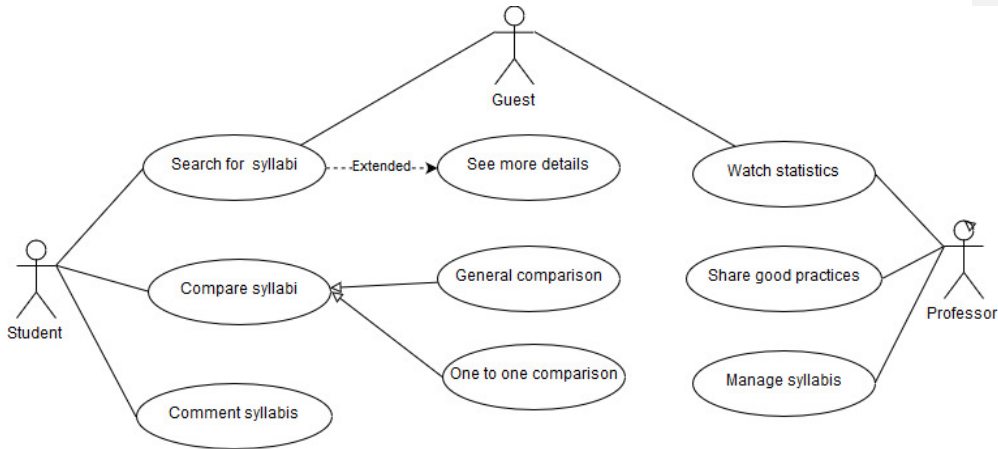 Guest
Search for syllabi
Extended
See more details
Watch statistics
Student
Compare syllabi
General comparison
Share good practices
Professor
One to one comparison
Manage syllabis
Comment syllabis